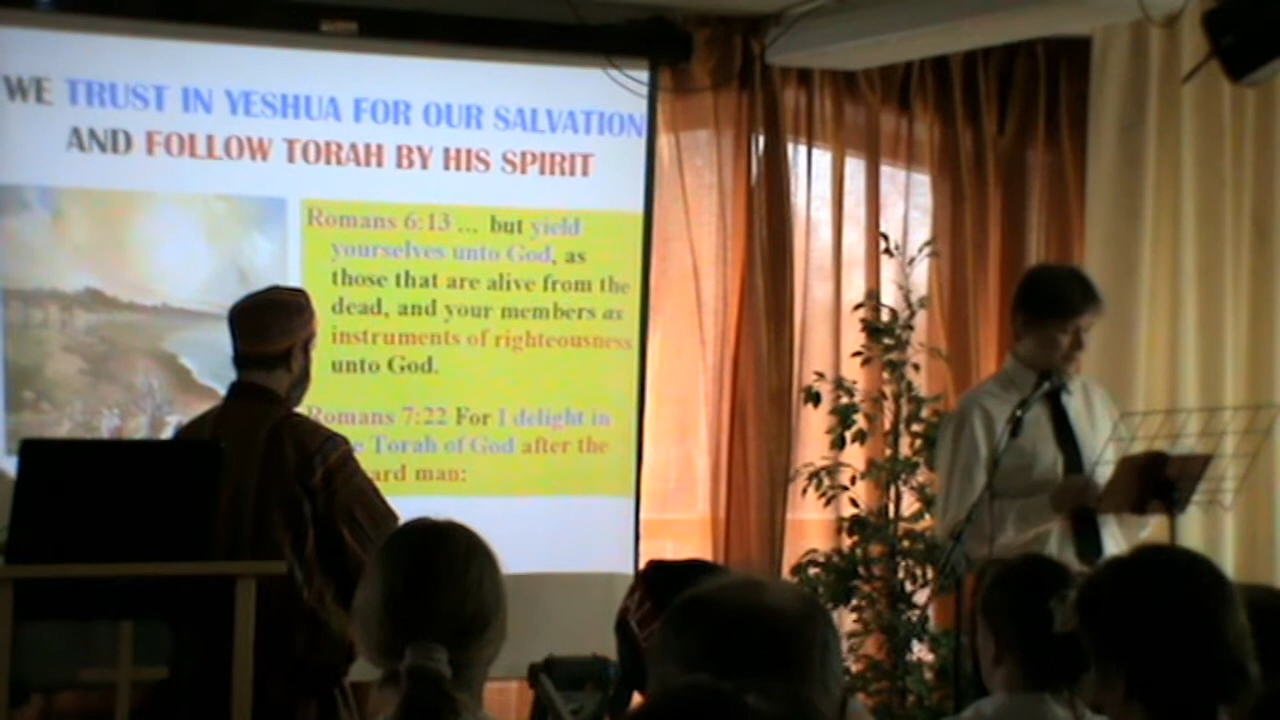 WE TRUST IN YESHUA FOR OUR SALVATION
AND FOLLOW TORAH BY HIS SPIRIT
Romans 6:13 ... but yield
yourselves unto God, as
those that are alive from the
dead, and your members as
instruments of righteousness
unto God.
Romans 7:22 For I delight in
Torah of God after the
man: